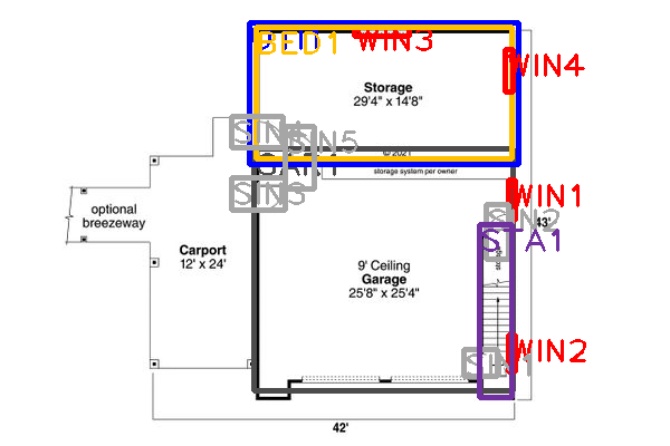 BED1 WIN3
WIN4
Storage
29'4" x 14'8"
SIN5
© 2021
storage system per owner
SIN3
WIN1
optional
breezeway
SIN2
43'
STA1
Carport
12' x 24'
9' Ceiling
Garage
25'8" x 25'4"
WIN2
SIN1
42'